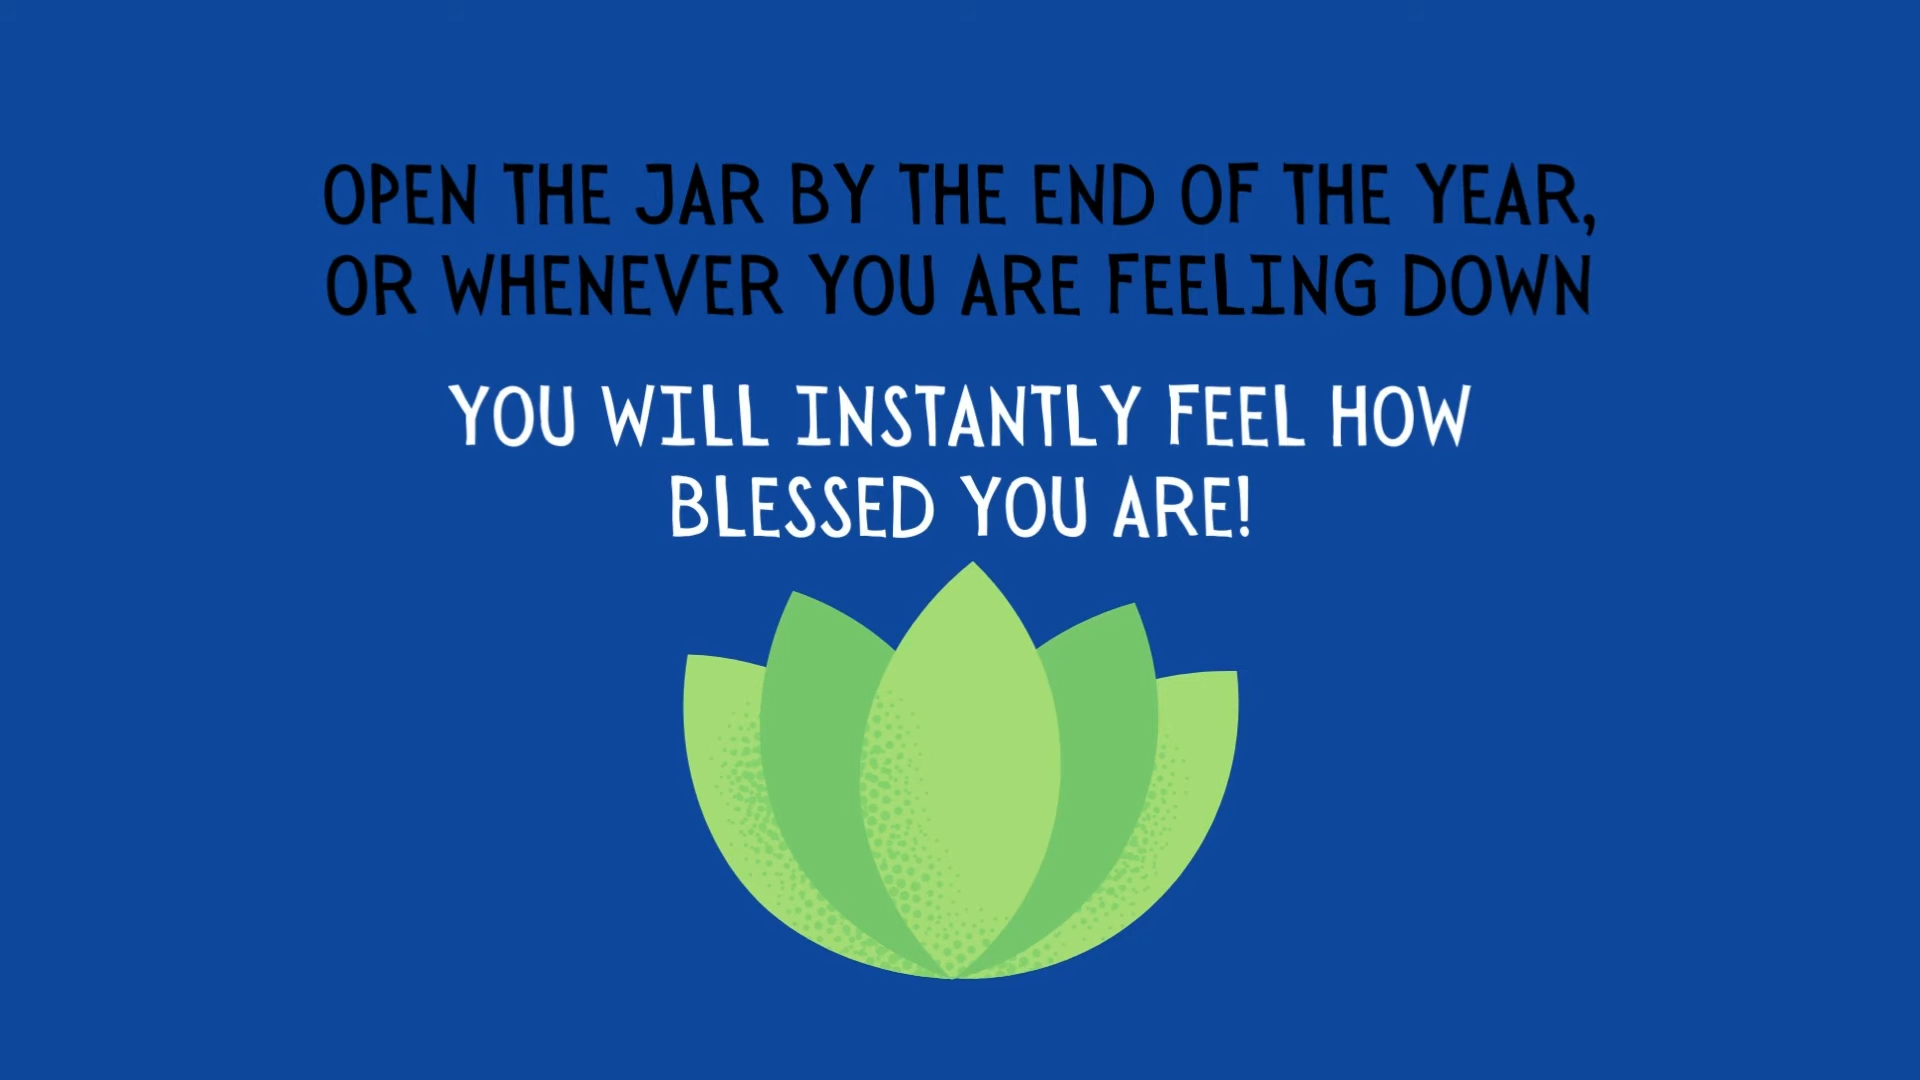 OPEN THE JAR BY THE END OF THE YEAR,
OR WHENEVER YOU ARE FEELING DOWN
YOU WILL INSTANTLY FEEL HOW
BLESSED YOU ARE!